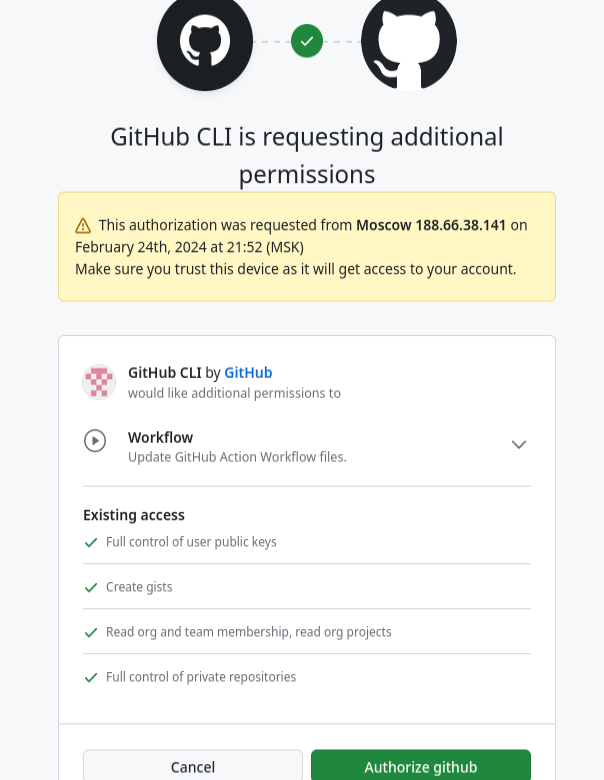 GitHub CLI is requesting additional
permissions
This authorization was requested from Moscow 188.66.38.141 on
February 24th, 2024 at 21:52 (MSK)
Make sure you trust this device as it will get access to your account.
GitHub CLI by GitHub
would like additional permissions to
Workflow
Update GitHub Action Workflow files.
Existing access
Full control of user public keys
Create gists
Read org and team membership, read org projects
Full control of private repositories
Cancel
Authorize github